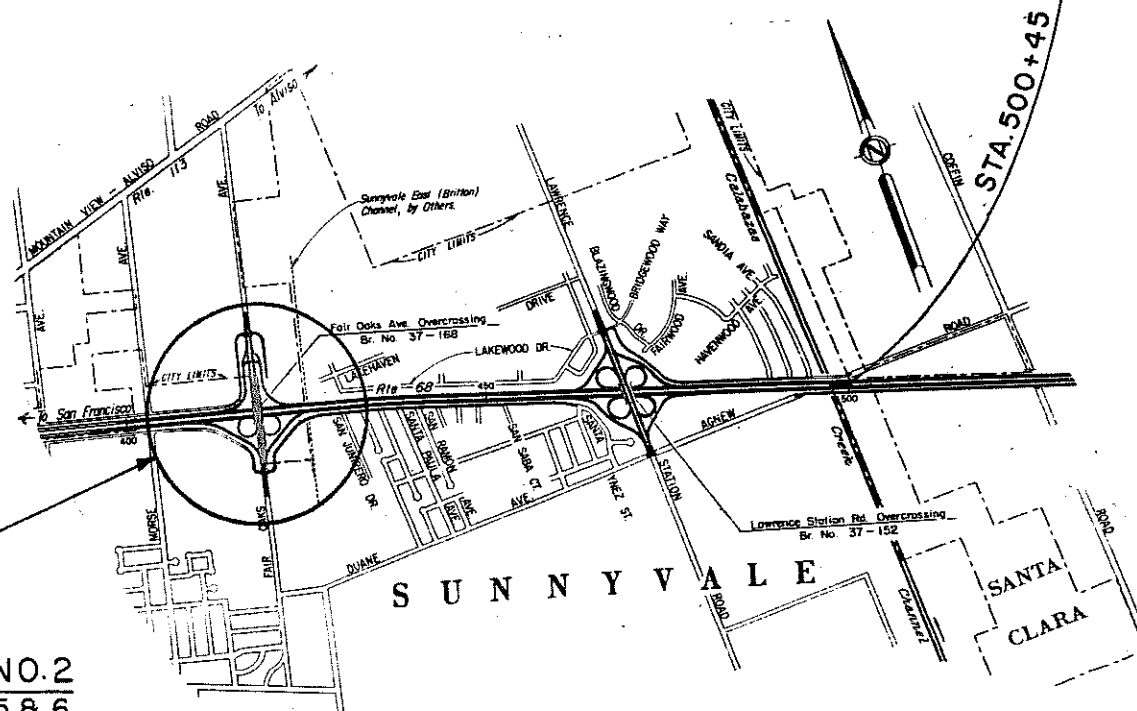 STA. 500+45
To Alviso
MOUNTAIN VIEW - ALVISO ROAD
Rte. 113
AVE.
AVE.
AVE.
Sunnyvale East (Britton)
Channel, by Others.
CITY LIMITS
CITY LIMITS
Calabazas
COFFIN
LAWRENCE
BLAZINGWOOD
BRIDGEWOOD WAY
DR
FAIRWOOD AVE.
SANDIA AVE.
HAVENWOOD AVE.
DRIVE
ROAD
Fair Oaks Ave. Overcrossing
Br. No. 37-168
LAKEHAVEN
LAKEWOOD DR.
CITY LIMITS
To San Francisco
Rte 68
400
450
500
MORSE
OAKS
FAIR
SAN JUNIPERO DR.
SANTA PAULA AVE
SAN RAMON AVE
SAN SABA CT.
SANTA YNEZ ST.
AGNEW
STATION
Creek
DUANE AVE.
Lawrence Station Rd. Overcrossing
Br. No. 37-152
SUNNYVALE
ROAD
Channel
ROAD
SANTA
CLARA
NO. 2
5 & 6